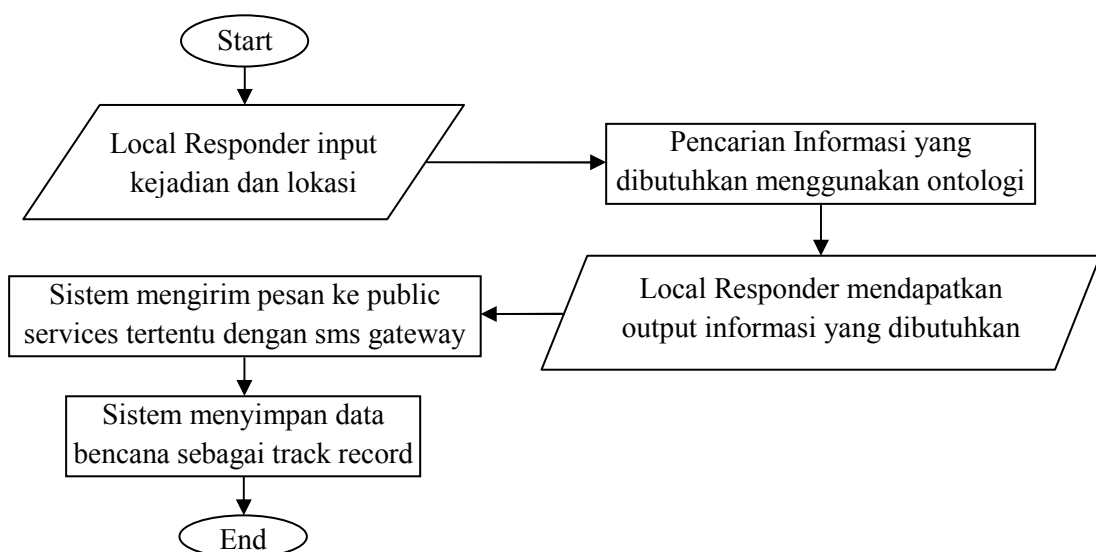 Start
Local Responder input
kejadian dan lokasi
Pencarian Informasi yang
dibutuhkan menggunakan ontologi
Local Responder mendapatkan
output informasi yang dibutuhkan
Sistem mengirim pesan ke public
services tertentu dengan sms gateway
Sistem menyimpan data
bencana sebagai track record
End